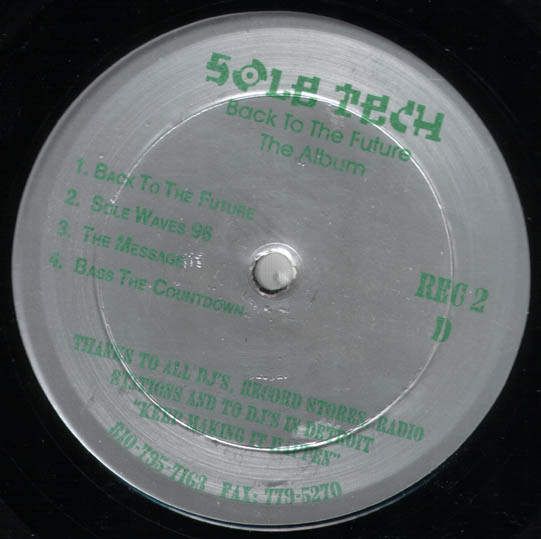 SOLE TECH
Back To The Future
The Album
1. BACK TO THE FUTURE
2. SOLE WAVES 96
3. THE MESSAGE
4. BASS THE COUNTDOWN
REC 2
D
THANKS TO ALL DJ'S, RECORD STORES, RADIO
STATIONS AND TO DJ'S IN DETROIT
"KEEP MAKING IT HAPPEN"
810-795-7163 FAX: 779-5270